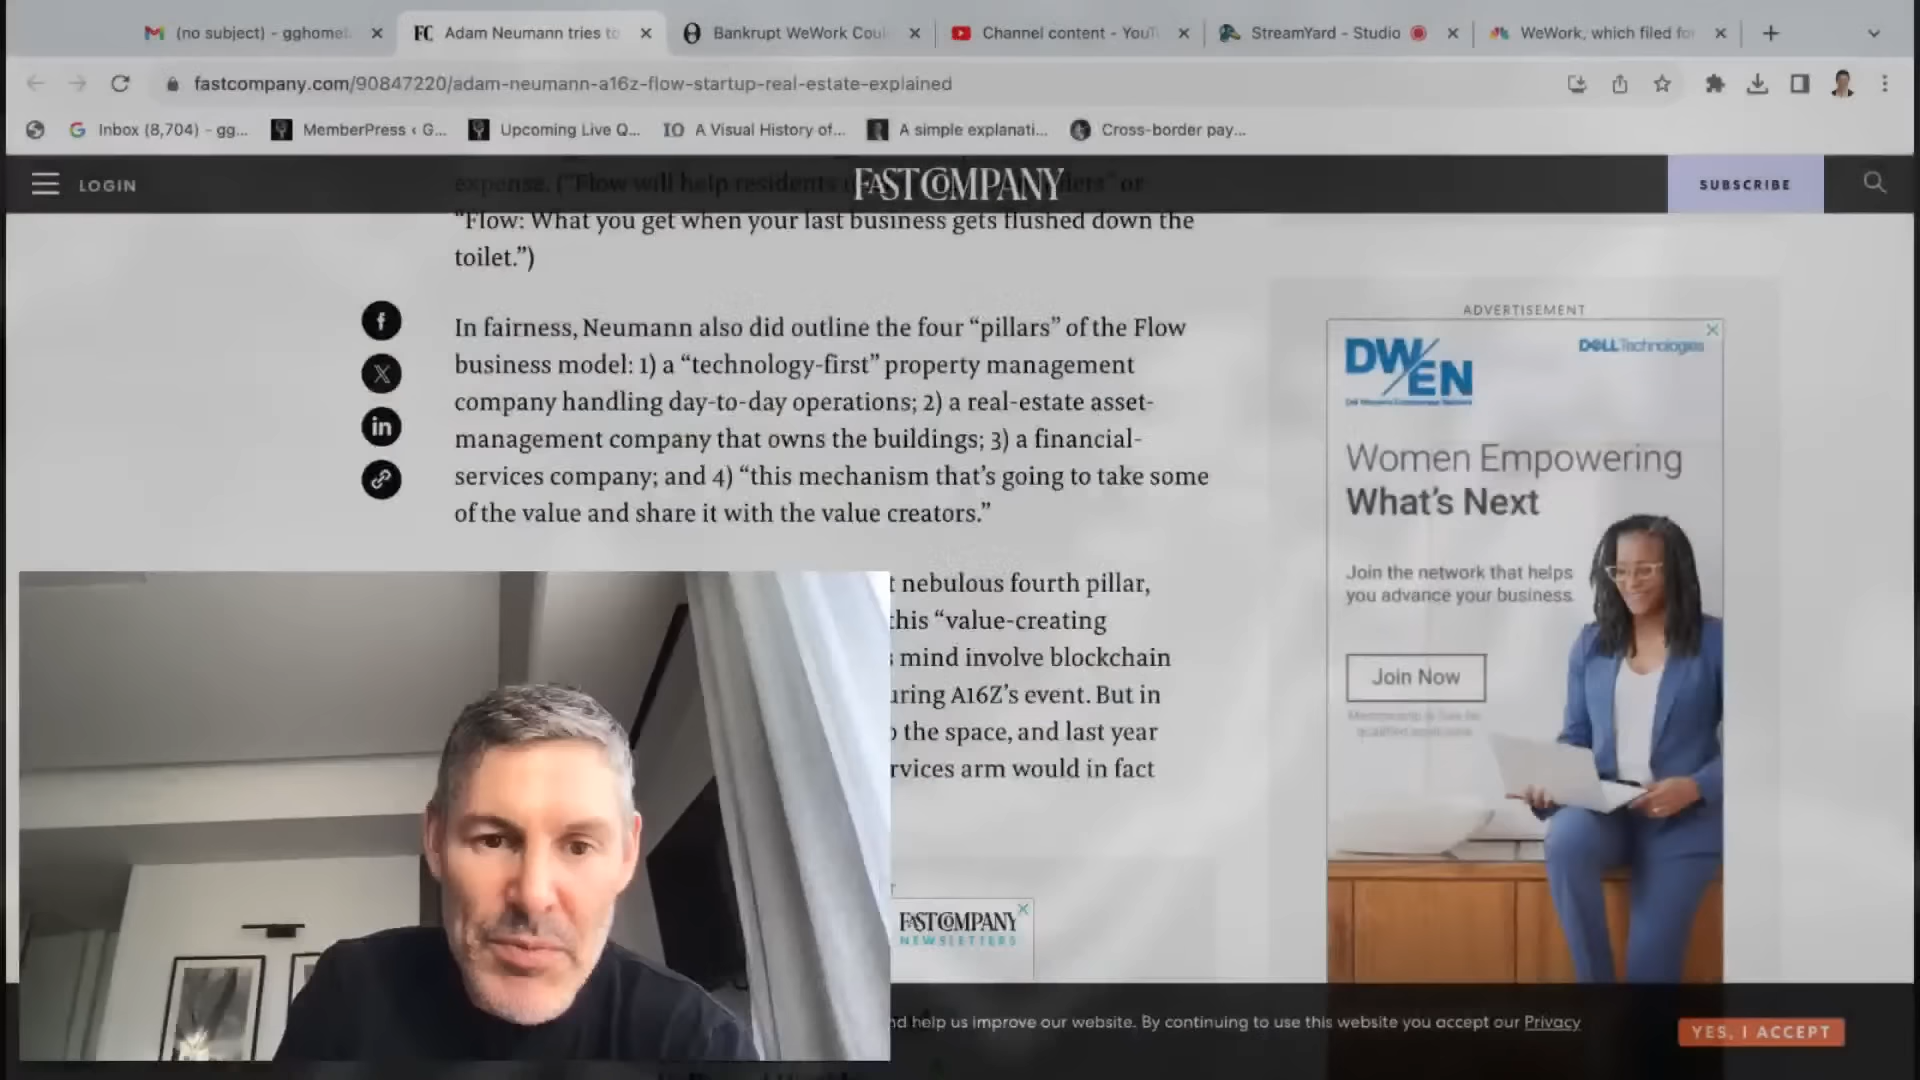 (no subject) - gghome
FC Adam Neumann tries to
Bankrupt WeWork Coul
Channel content - YouT
StreamYard - Studio
WeWork, which filed for
fastcompany.com/90847220/adam-neumann-a16z-flow-startup-real-estate-explained
Inbox (8,704) - gg...
MemberPress ‹ G...
Upcoming Live Q...
IO A Visual History of...
A simple explanati...
Cross-border pay...
LOGIN
FAST COMPANY
SUBSCRIBE
expense. (“Flow will help residents or
“Flow: What you get when your last business gets flushed down the
toilet.”)
In fairness, Neumann also did outline the four “pillars” of the Flow
business model: 1) a “technology-first” property management
company handling day-to-day operations; 2) a real-estate asset-
management company that owns the buildings; 3) a financial-
services company; and 4) “this mechanism that’s going to take some
of the value and share it with the value creators.”
t nebulous fourth pillar,
this “value-creating
mind involve blockchain
uring A16Z’s event. But in
the space, and last year
rvices arm would in fact
ADVERTISEMENT
DWEN
DELL Technologies
Women Empowering
What’s Next
Join the network that helps
you advance your business
Join Now
FAST COMPANY
NEWSLETTERS
nd help us improve our website. By continuing to use this website you accept our Privacy
YES, I ACCEPT